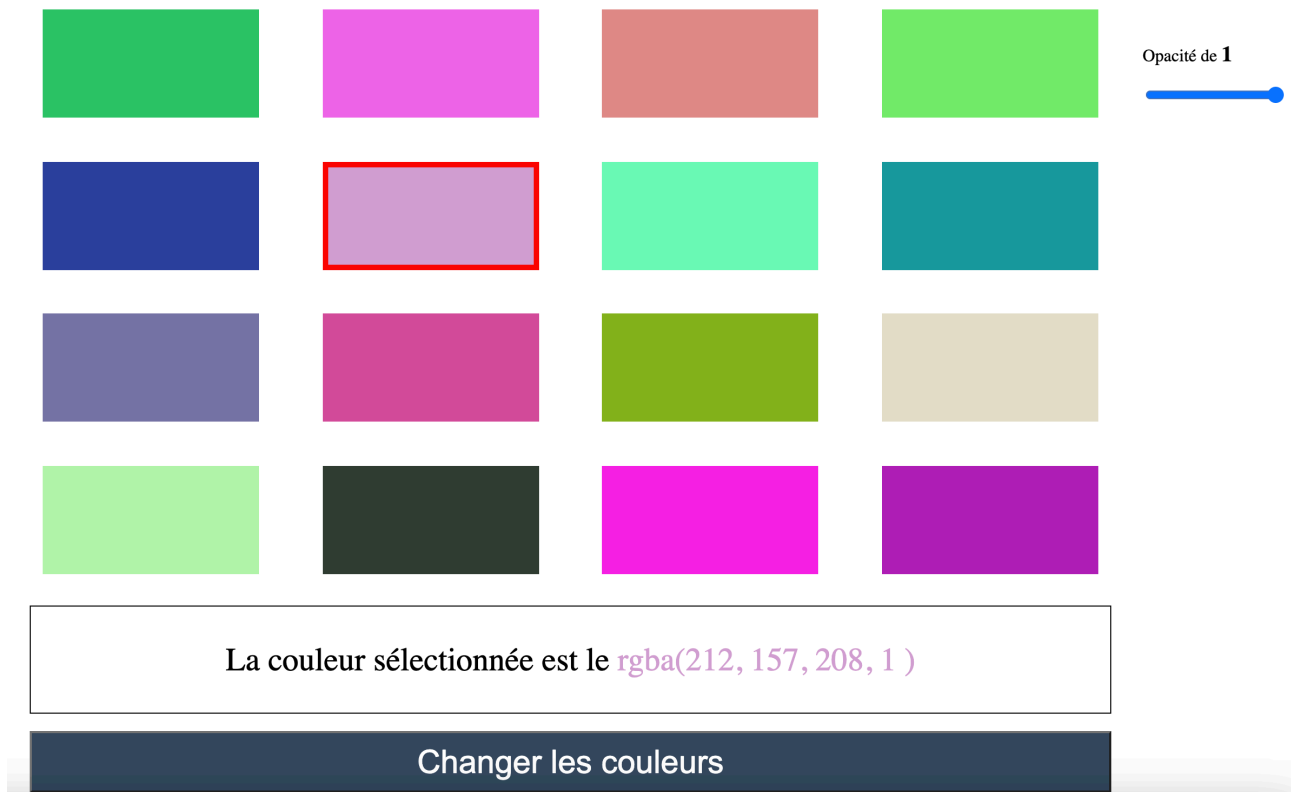 Opacité de 1
La couleur sélectionnée est le rgba(212, 157, 208, 1 )
Changer les couleurs